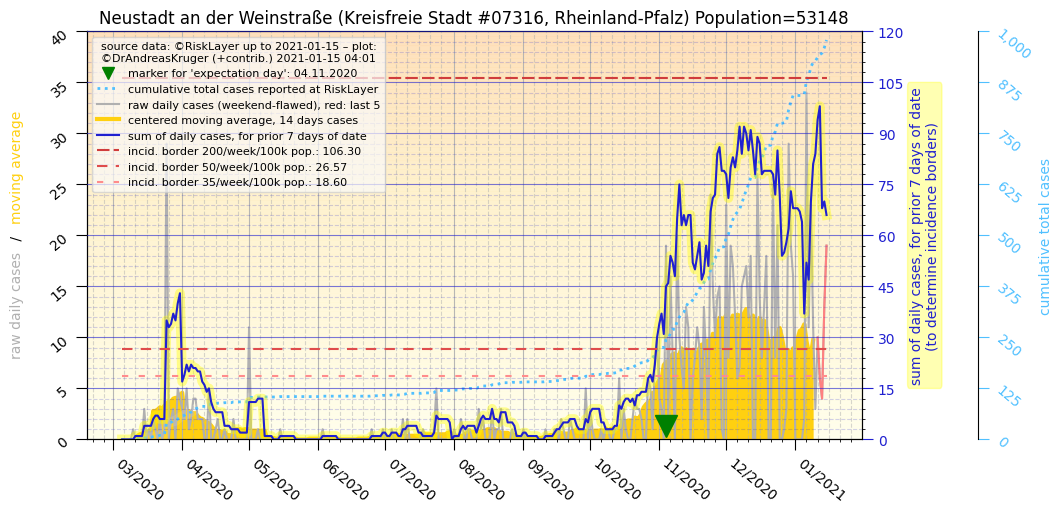 Neustadt an der Weinstraße (Kreisfreie Stadt #07316, Rheinland-Pfalz) Population=53148
source data: ©RiskLayer up to 2021-01-15 – plot:
©DrAndreasKruger (+contrib.) 2021-01-15 04:01
marker for 'expectation day': 04.11.2020
cumulative total cases reported at RiskLayer
raw daily cases (weekend-flawed), red: last 5
centered moving average, 14 days cases
sum of daily cases, for prior 7 days of date
incid. border 200/week/100k pop.: 106.30
incid. border 50/week/100k pop.: 26.57
incid. border 35/week/100k pop.: 18.60
raw daily cases / moving average
40
35
30
25
20
15
10
5
0
03/2020
04/2020
05/2020
06/2020
07/2020
08/2020
09/2020
10/2020
11/2020
12/2020
01/2021
120
105
90
75
60
45
30
15
0
sum of daily cases, for prior 7 days of date
(to determine incidence borders)
1,000
875
750
625
500
375
250
125
0
cumulative total cases